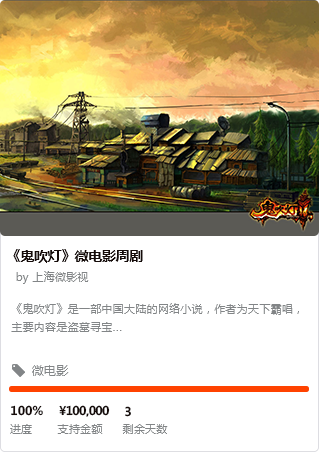 鬼吹灯
《鬼吹灯》微电影周剧
by 上海微影视
《鬼吹灯》是一部中国大陆的网络小说，作者为天下霸唱，
主要内容是盗墓寻宝...
微电影
100% ¥100,000 3
进度 支持金额 剩余天数